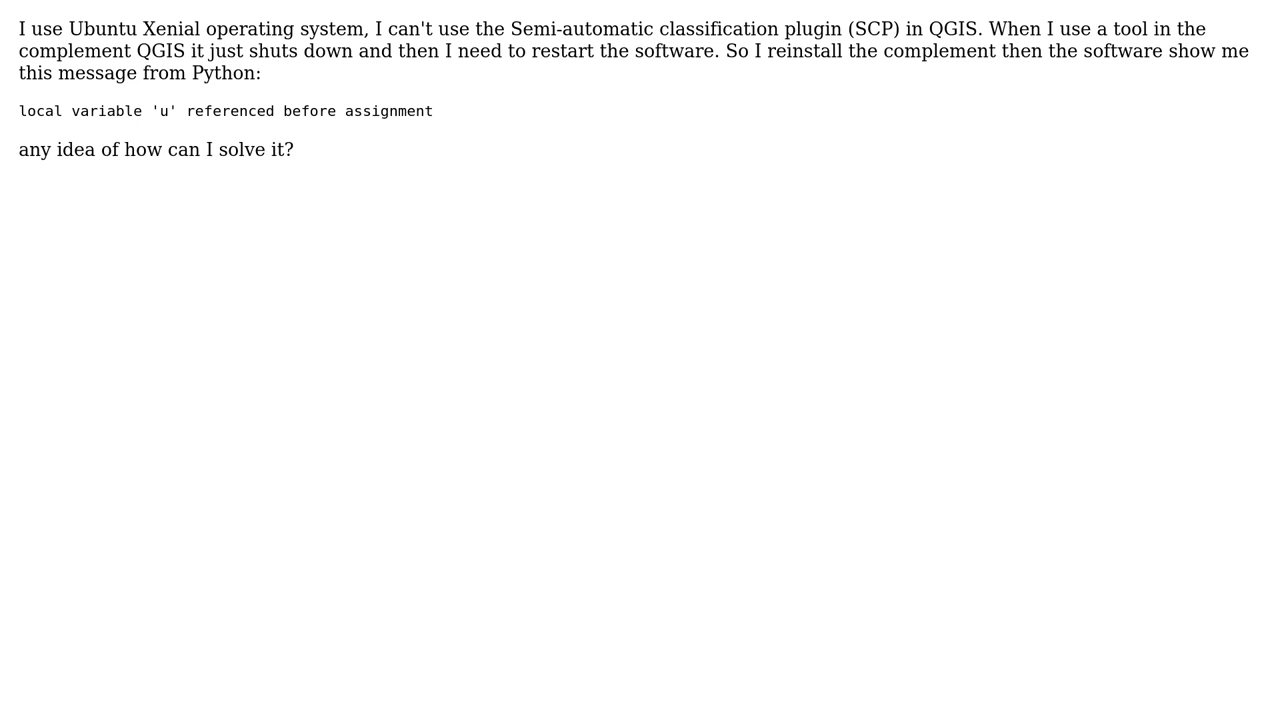 I use Ubuntu Xenial operating system, I can't use the Semi-automatic classification plugin (SCP) in QGIS. When I use a tool in the
complement QGIS it just shuts down and then I need to restart the software. So I reinstall the complement then the software show me
this message from Python:
local variable 'u' referenced before assignment
any idea of how can I solve it?